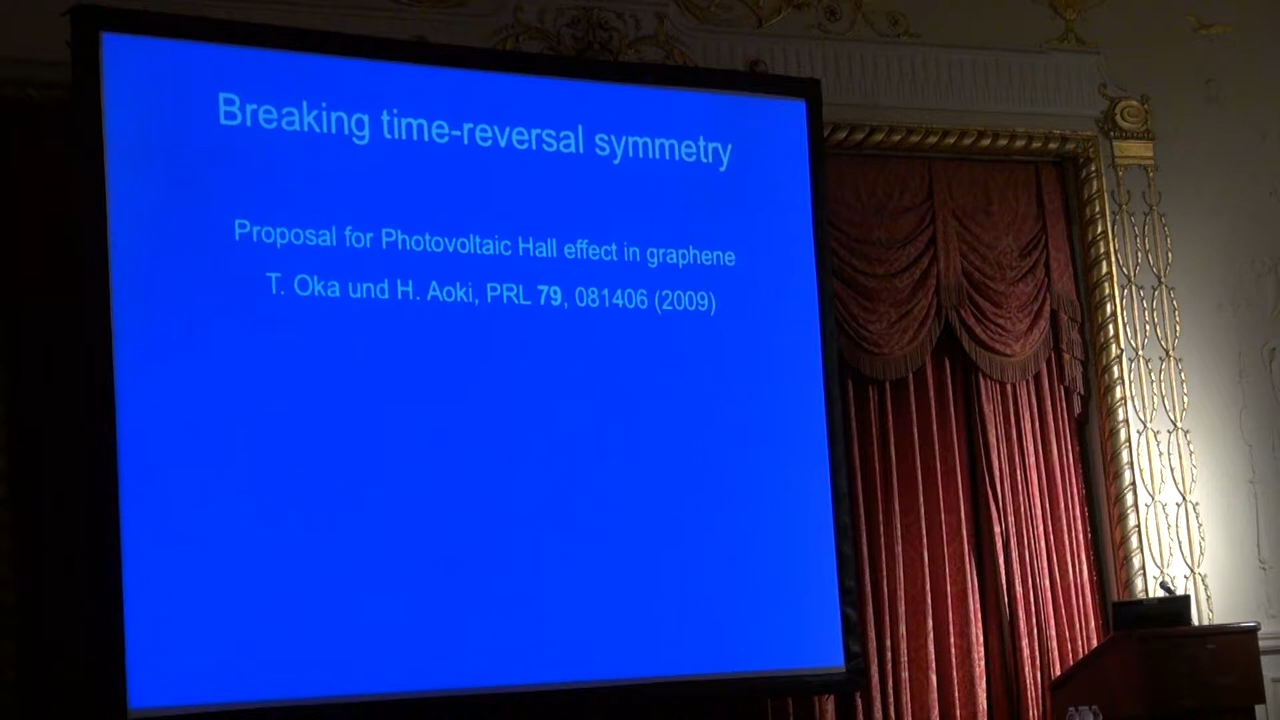 Breaking time-reversal symmetry
Proposal for Photovoltaic Hall effect in graphene
T. Oka und H. Aoki, PRL 79, 081406 (2009)